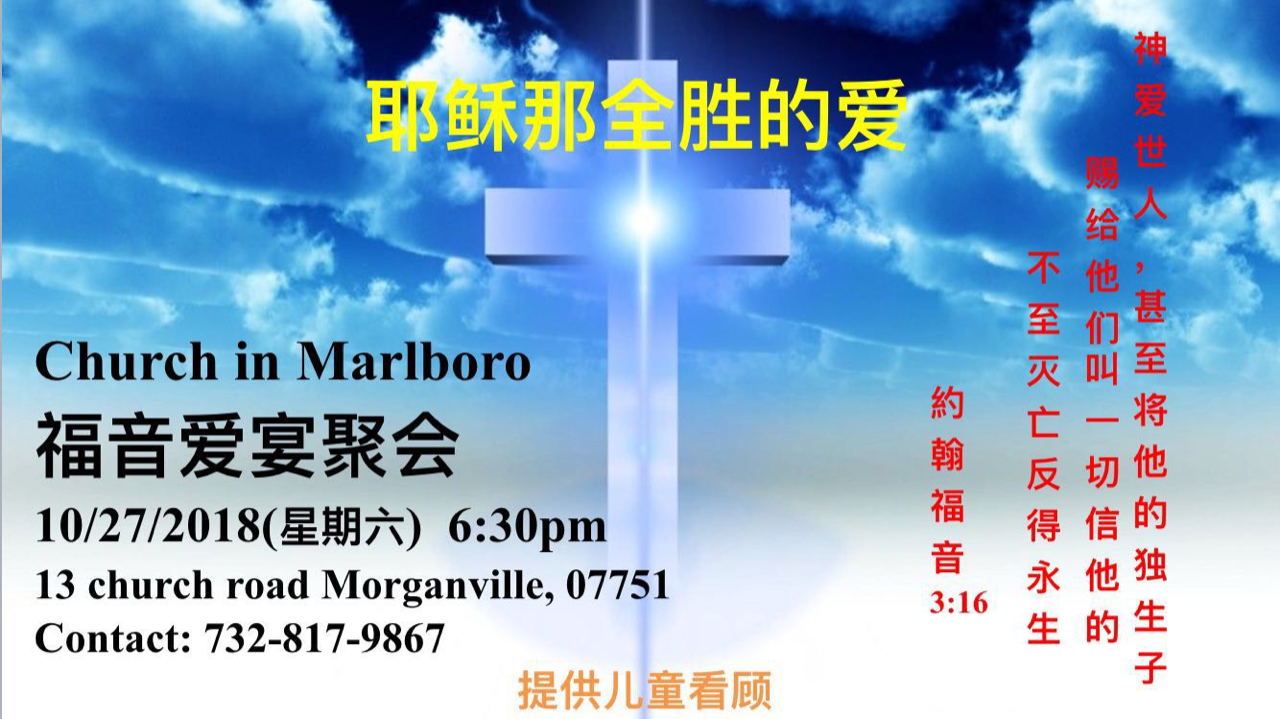 耶稣那全胜的爱
神爱世人，甚至将他的独生子
赐给他们叫一切信他的
不至灭亡反得永生
約翰福音
3:16
Church in Marlboro
福音爱宴聚会
10/27/2018(星期六)  6:30pm
13 church road Morganville, 07751
Contact: 732-817-9867
提供儿童看顾